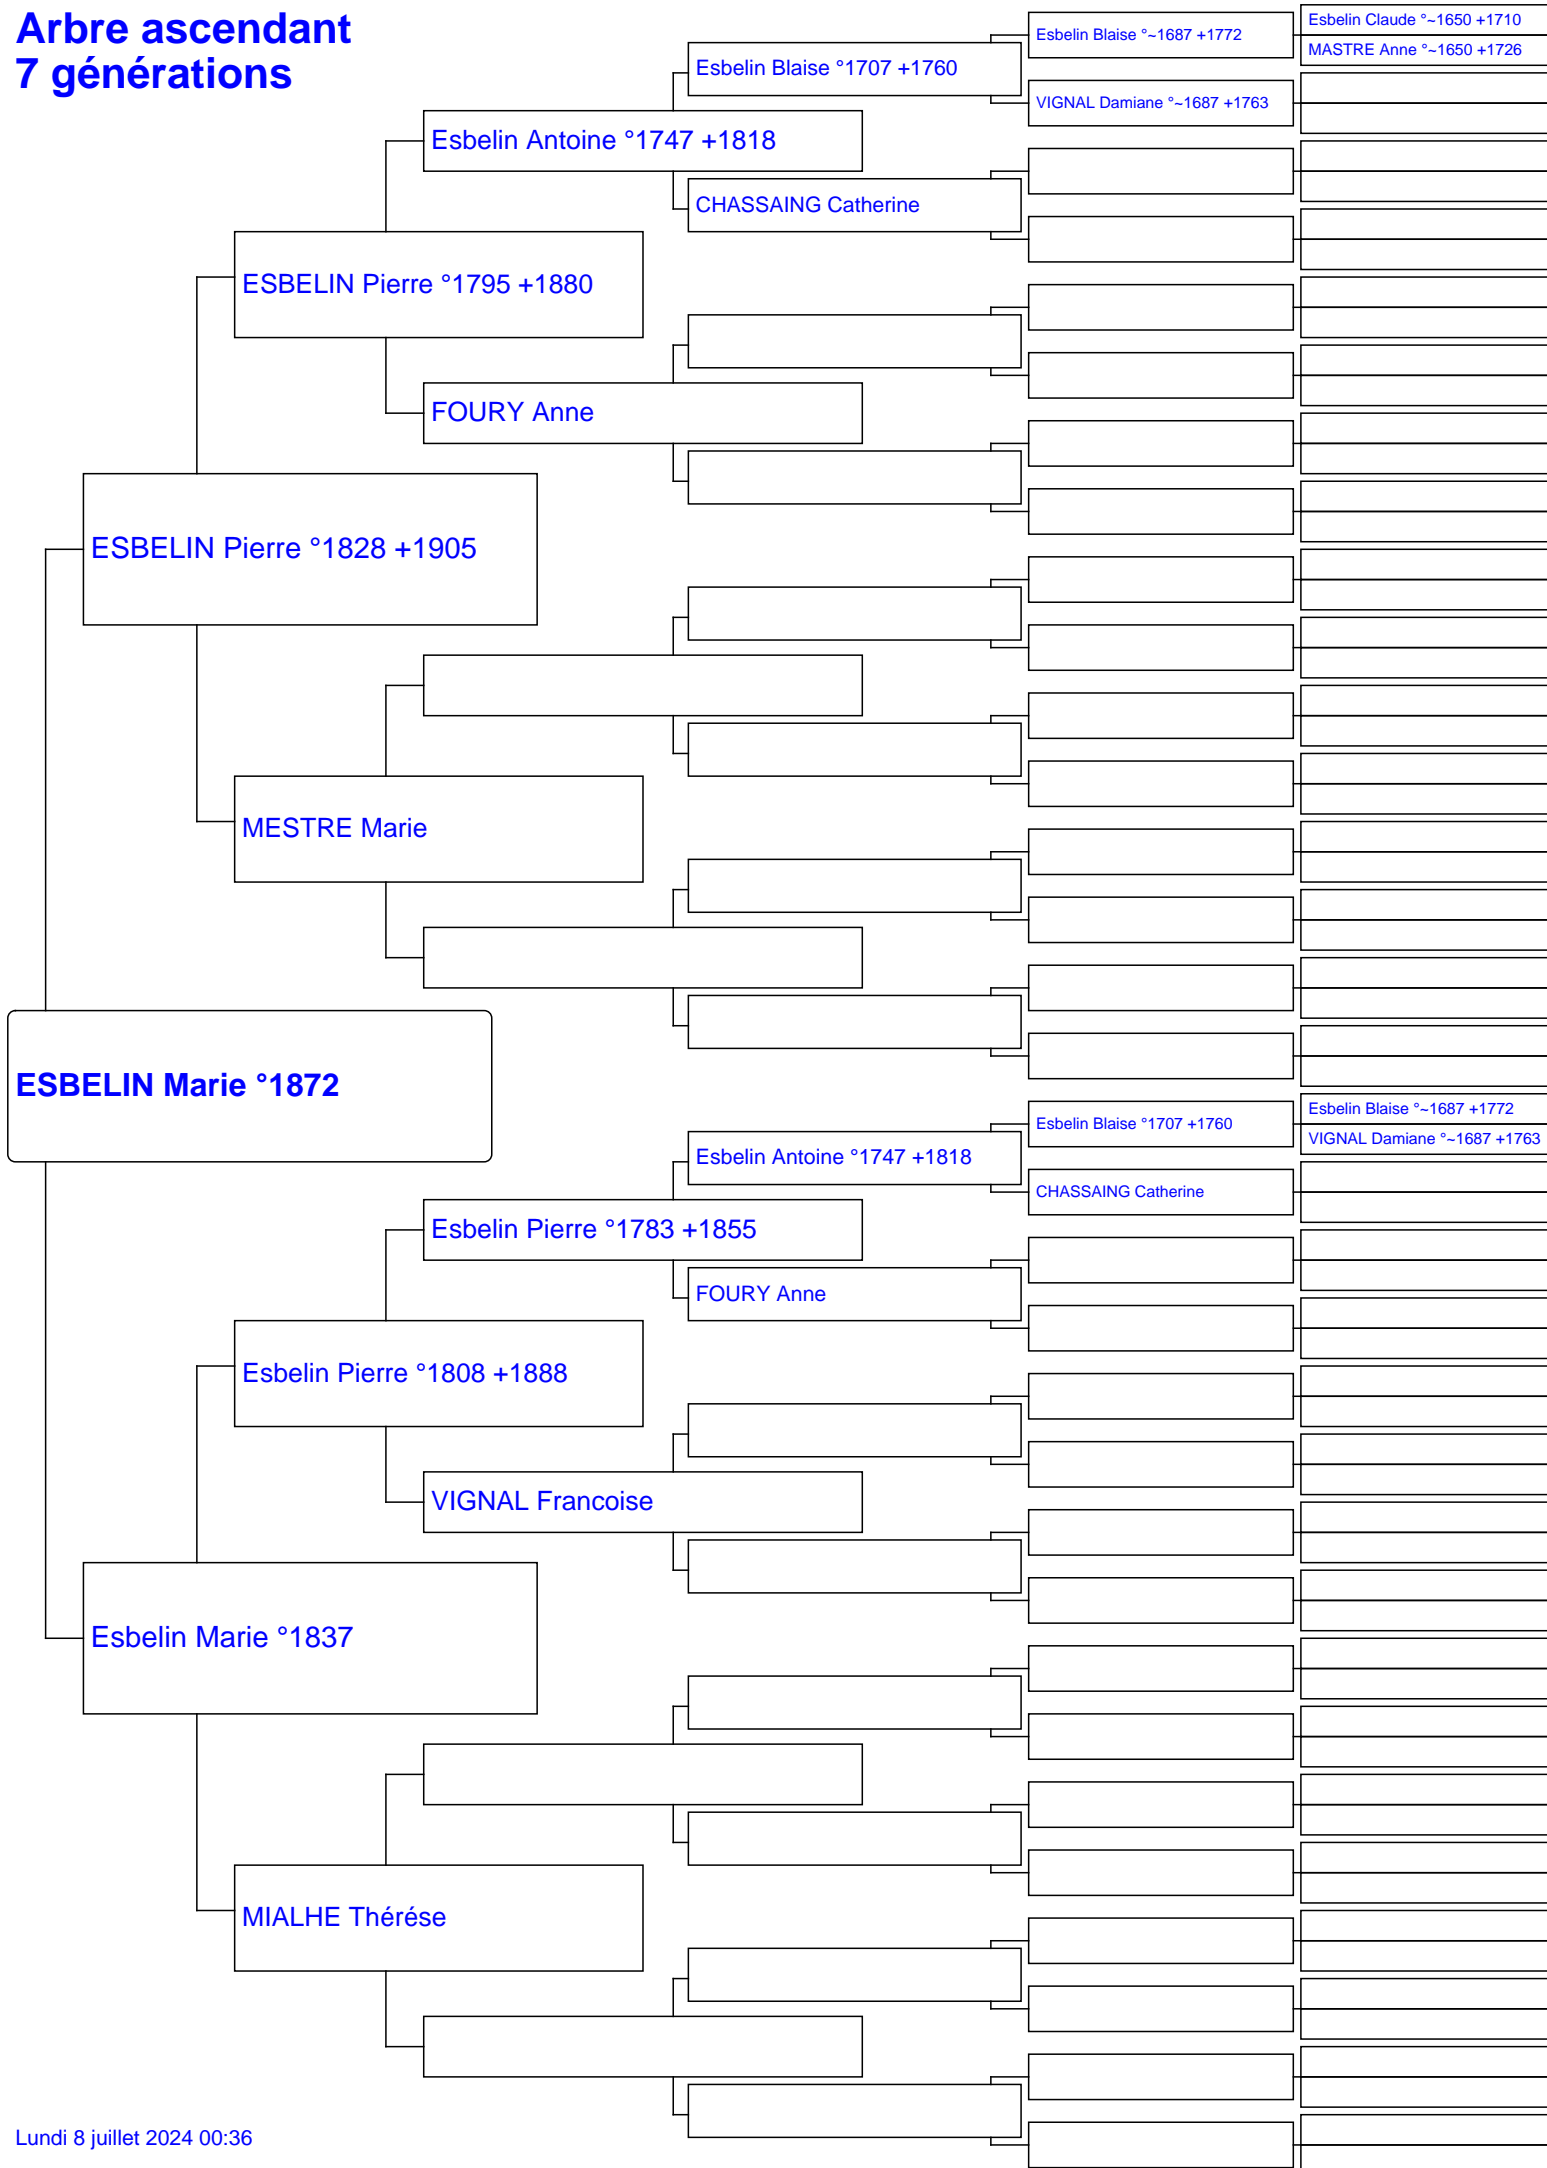 Arbre ascendant
7 générations
Esbelin Claude °~1650 +1710
Esbelin Blaise °~1687 +1772
MASTRE Anne °~1650 +1726
Esbelin Blaise °1707 +1760
VIGNAL Damiane °~1687 +1763
Esbelin Antoine °1747 +1818
CHASSAING Catherine
ESBELIN Pierre °1795 +1880
FOURY Anne
ESBELIN Pierre °1828 +1905
MESTRE Marie
ESBELIN Marie °1872
Esbelin Blaise °~1687 +1772
Esbelin Blaise °1707 +1760
VIGNAL Damiane °~1687 +1763
Esbelin Antoine °1747 +1818
CHASSAING Catherine
Esbelin Pierre °1783 +1855
FOURY Anne
Esbelin Pierre °1808 +1888
VIGNAL Francoise
Esbelin Marie °1837
MIALHE Thérése
Lundi 8 juillet 2024 00:36